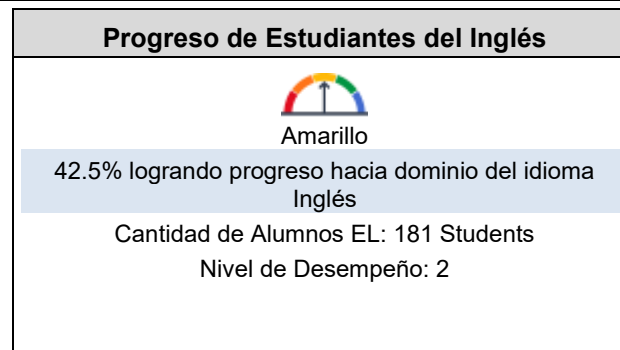 Progreso de Estudiantes del Inglés
Amarillo
42.5% logrando progreso hacia dominio del idioma
Inglés
Cantidad de Alumnos EL: 181 Students
Nivel de Desempeño: 2